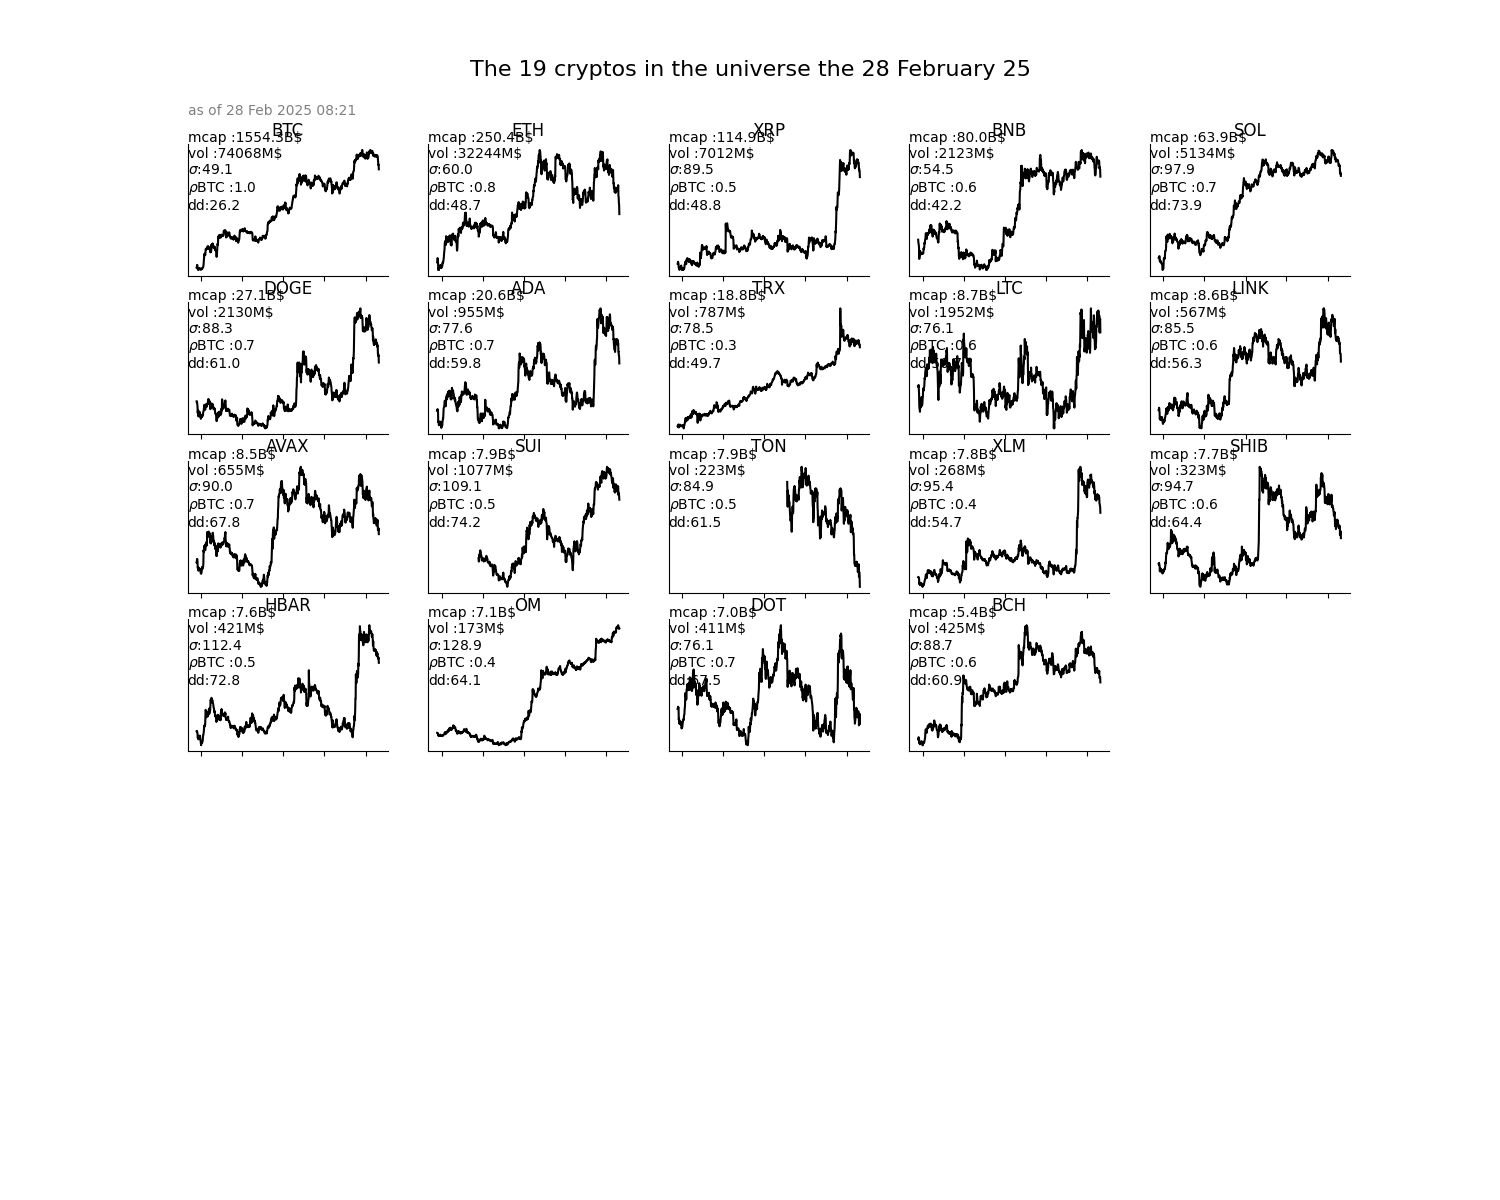 The 19 cryptos in the universe the 28 February 25
as of 28 Feb 2025 08:21
BTC
mcap :1554.3B$
vol :74068M$
σ:49.1
ρBTC :1.0
dd:26.2
ETH
mcap :250.4B$
vol :32244M$
σ:60.0
ρBTC :0.8
dd:48.7
XRP
mcap :114.9B$
vol :7012M$
σ:89.5
ρBTC :0.5
dd:48.8
BNB
mcap :80.0B$
vol :2123M$
σ:54.5
ρBTC :0.6
dd:42.2
SOL
mcap :63.9B$
vol :5134M$
σ:97.9
ρBTC :0.7
dd:73.9
DOGE
mcap :27.1B$
vol :2130M$
σ:88.3
ρBTC :0.7
dd:61.0
ADA
mcap :20.6B$
vol :955M$
σ:77.6
ρBTC :0.7
dd:59.8
TRX
mcap :18.8B$
vol :787M$
σ:78.5
ρBTC :0.3
dd:49.7
LTC
mcap :8.7B$
vol :1952M$
σ:76.1
ρBTC :0.6
LINK
mcap :8.6B$
vol :567M$
σ:85.5
ρBTC :0.6
dd:56.3
AVAX
mcap :8.5B$
vol :655M$
σ:90.0
ρBTC :0.7
dd:67.8
SUI
mcap :7.9B$
vol :1077M$
σ:109.1
ρBTC :0.5
dd:74.2
TON
mcap :7.9B$
vol :223M$
σ:84.9
ρBTC :0.5
dd:61.5
XLM
mcap :7.8B$
vol :268M$
σ:95.4
ρBTC :0.4
dd:54.7
SHIB
mcap :7.7B$
vol :323M$
σ:94.7
ρBTC :0.6
dd:64.4
HBAR
mcap :7.6B$
vol :421M$
σ:112.4
ρBTC :0.5
dd:72.8
OM
mcap :7.1B$
vol :173M$
σ:128.9
ρBTC :0.4
dd:64.1
DOT
mcap :7.0B$
vol :411M$
σ:76.1
ρBTC :0.7
dd:67.5
BCH
mcap :5.4B$
vol :425M$
σ:88.7
ρBTC :0.6
dd:60.9